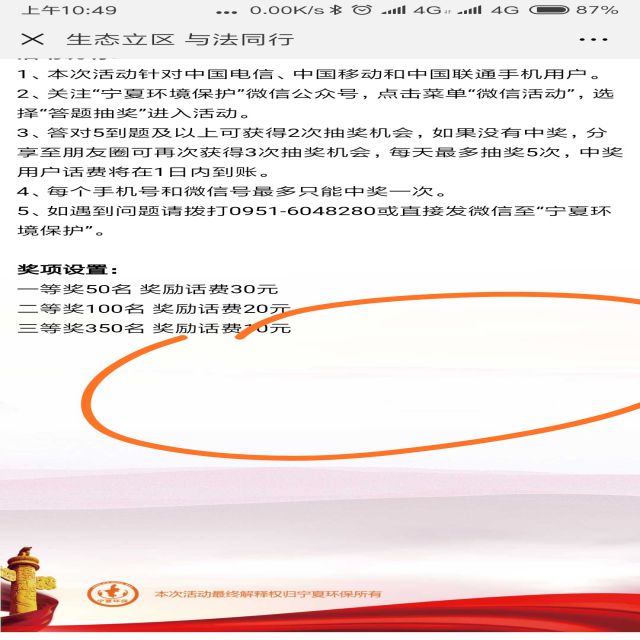 上午10:49 ... 0.00K/s 4G 4G 87%
生态立区 与法同行
1、本次活动针对中国电信、中国移动和中国联通手机用户。
2、关注“宁夏环境保护”微信公众号，点击菜单“微信活动”，选
择“答题抽奖”进入活动。
3、答对5到题及以上可获得2次抽奖机会，如果没有中奖，分
享至朋友圈可再次获得3次抽奖机会，每天最多抽奖5次，中奖
用户话费将在1日内到账。
4、每个手机号和微信号最多只能中奖一次。
5、如遇到问题请拨打0951-6048280或直接发微信至“宁夏环
境保护”。
奖项设置：
一等奖50名 奖励话费30元
二等奖100名 奖励话费20元
三等奖350名 奖励话费10元
宁夏环保
本次活动最终解释权归宁夏环保所有